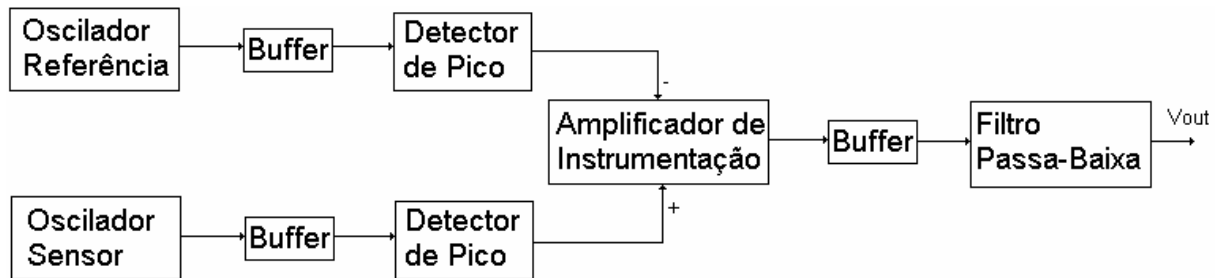 Oscilador
Referência
Buffer
Detector
de Pico
-
Amplificador de
Instrumentação
Buffer
Filtro
Passa-Baixa
Vout
+
Oscilador
Sensor
Buffer
Detector
de Pico